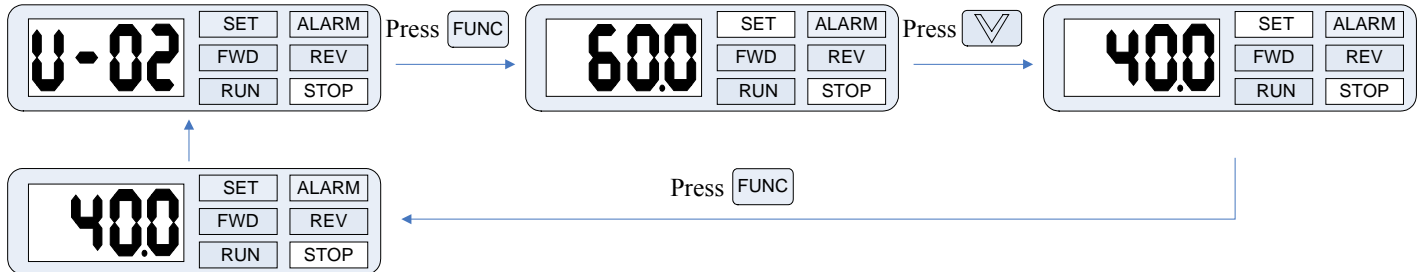 U-02 SET ALARM
FWD REV
RUN STOP
Press FUNC
60.0 SET ALARM
FWD REV
RUN STOP
Press
40.0 SET ALARM
FWD REV
RUN STOP
40.0 SET ALARM
FWD REV
RUN STOP
Press FUNC